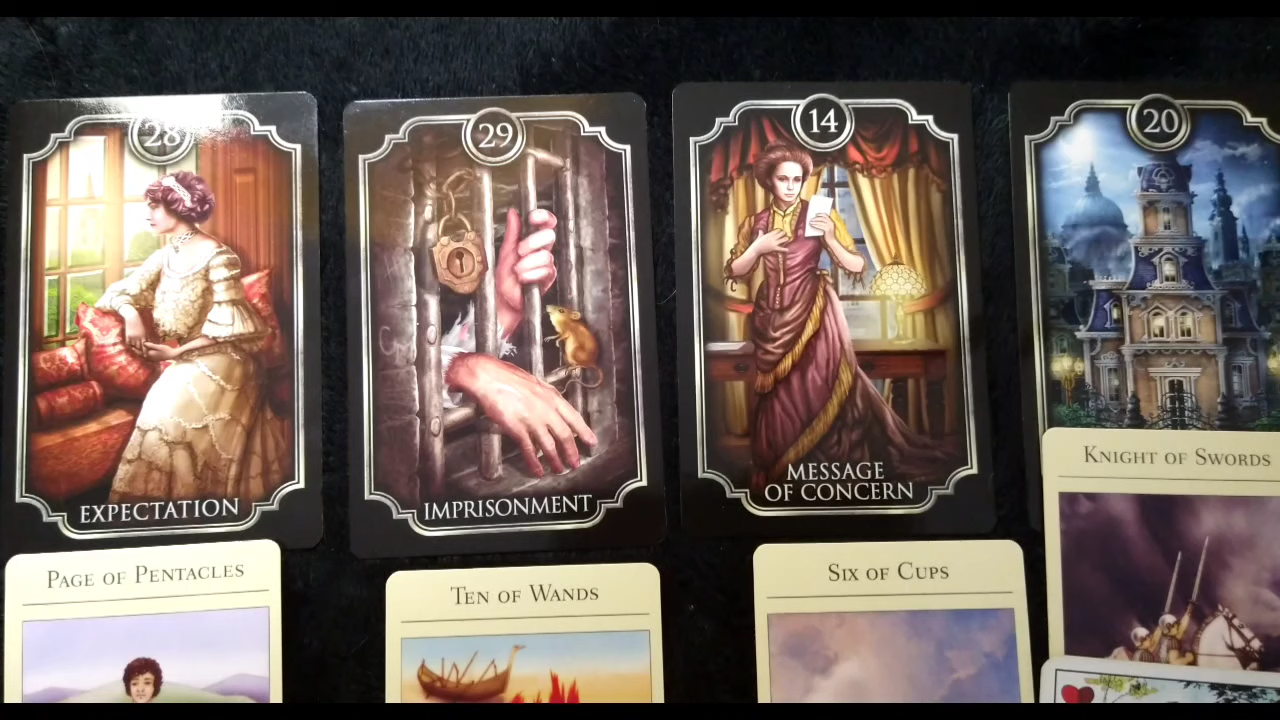 28
29
14
20
EXPECTATION
IMPRISONMENT
MESSAGE
OF CONCERN
KNIGHT OF SWORDS
PAGE OF PENTACLES
TEN OF WANDS
SIX OF CUPS